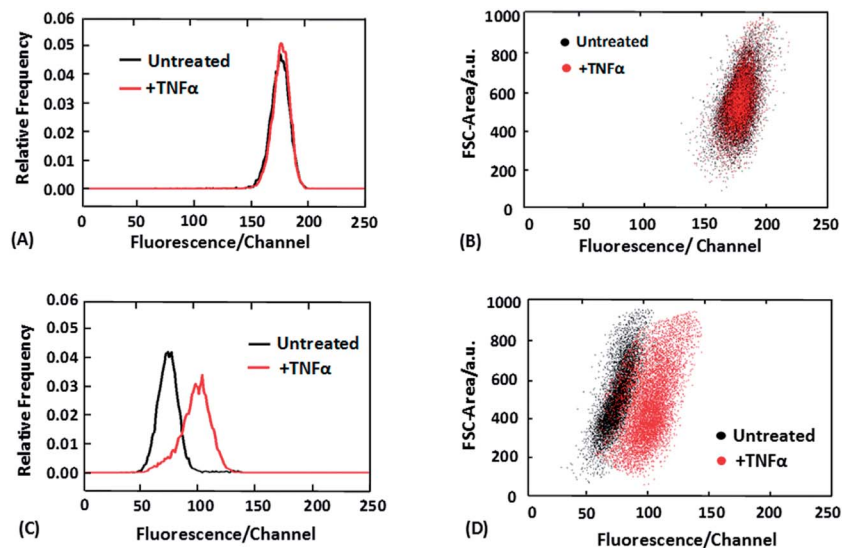 0.06
0.05
0.04
0.03
0.02
0.01
0.00
Relative Frequency
Untreated
+TNFα
0 50 100 150 200 250
Fluorescence/Channel
(A)
1000
800
600
400
200
0
FSC-Area/a.u.
Untreated
+TNFα
0 50 100 150 200 250
Fluorescence/ Channel
(B)
0.06
0.05
0.04
0.03
0.02
0.01
0.00
Relative Frequency
Untreated
+TNFα
0 50 100 150 200 250
Fluorescence/Channel
(C)
1000
800
600
400
200
0
FSC-Area/a.u.
Untreated
+TNFα
0 50 100 150 200 250
Fluorescence/Channel
(D)